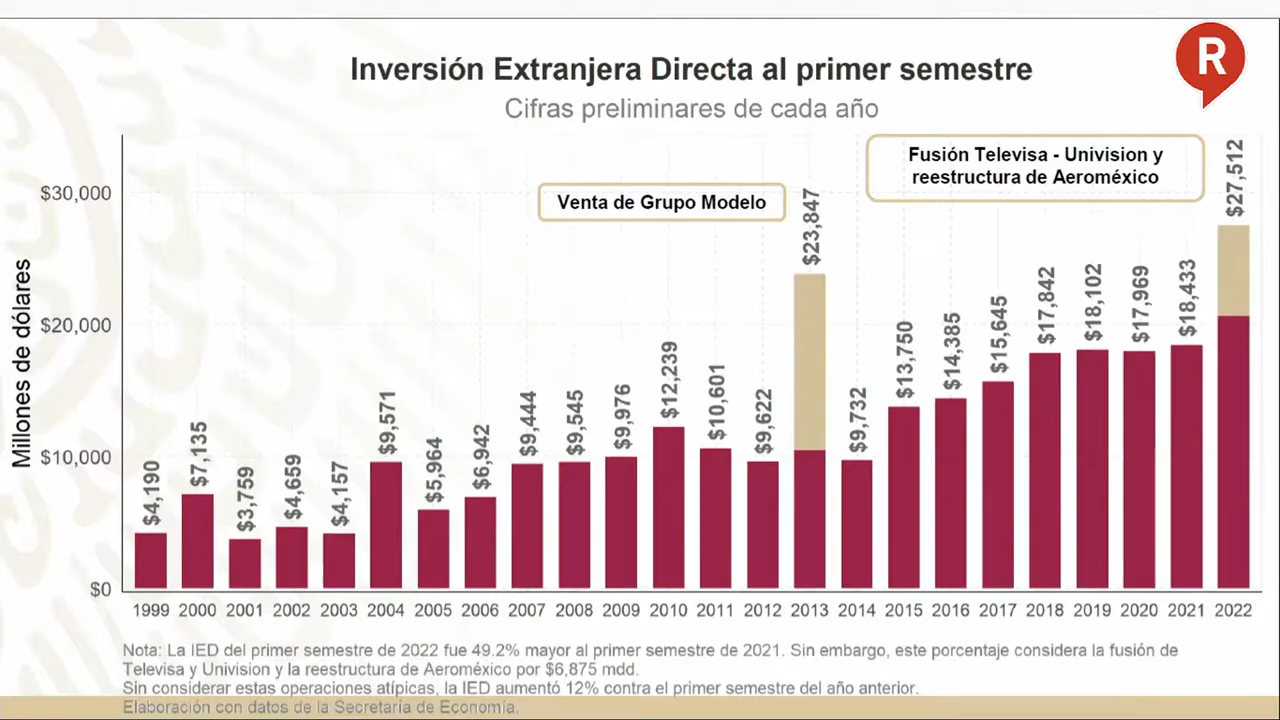 R
Inversión Extranjera Directa al primer semestre
Cifras preliminares de cada año
Fusión Televisa - Univision y
reestructura de Aeroméxico
Venta de Grupo Modelo
Millones de dólares
$30,000
$20,000
$10,000
$0
$4,190
$7,135
$3,759
$4,659
$4,157
$9,571
$5,964
$6,942
$9,444
$9,545
$9,976
$12,239
$10,601
$9,622
$23,847
$9,732
$13,750
$14,385
$15,645
$17,842
$18,102
$17,969
$18,433
$27,512
1999 2000 2001 2002 2003 2004 2005 2006 2007 2008 2009 2010 2011 2012 2013 2014 2015 2016 2017 2018 2019 2020 2021 2022
Nota: La IED del primer semestre de 2022 fue 49.2% mayor al primer semestre de 2021. Sin embargo, este porcentaje considera la fusión de
Televisa y Univision y la reestructura de Aeroméxico por $6,875 mdd.
Sin considerar estas operaciones atípicas, la IED aumentó 12% contra el primer semestre del año anterior.
Elaboración con datos de la Secretaría de Economía.